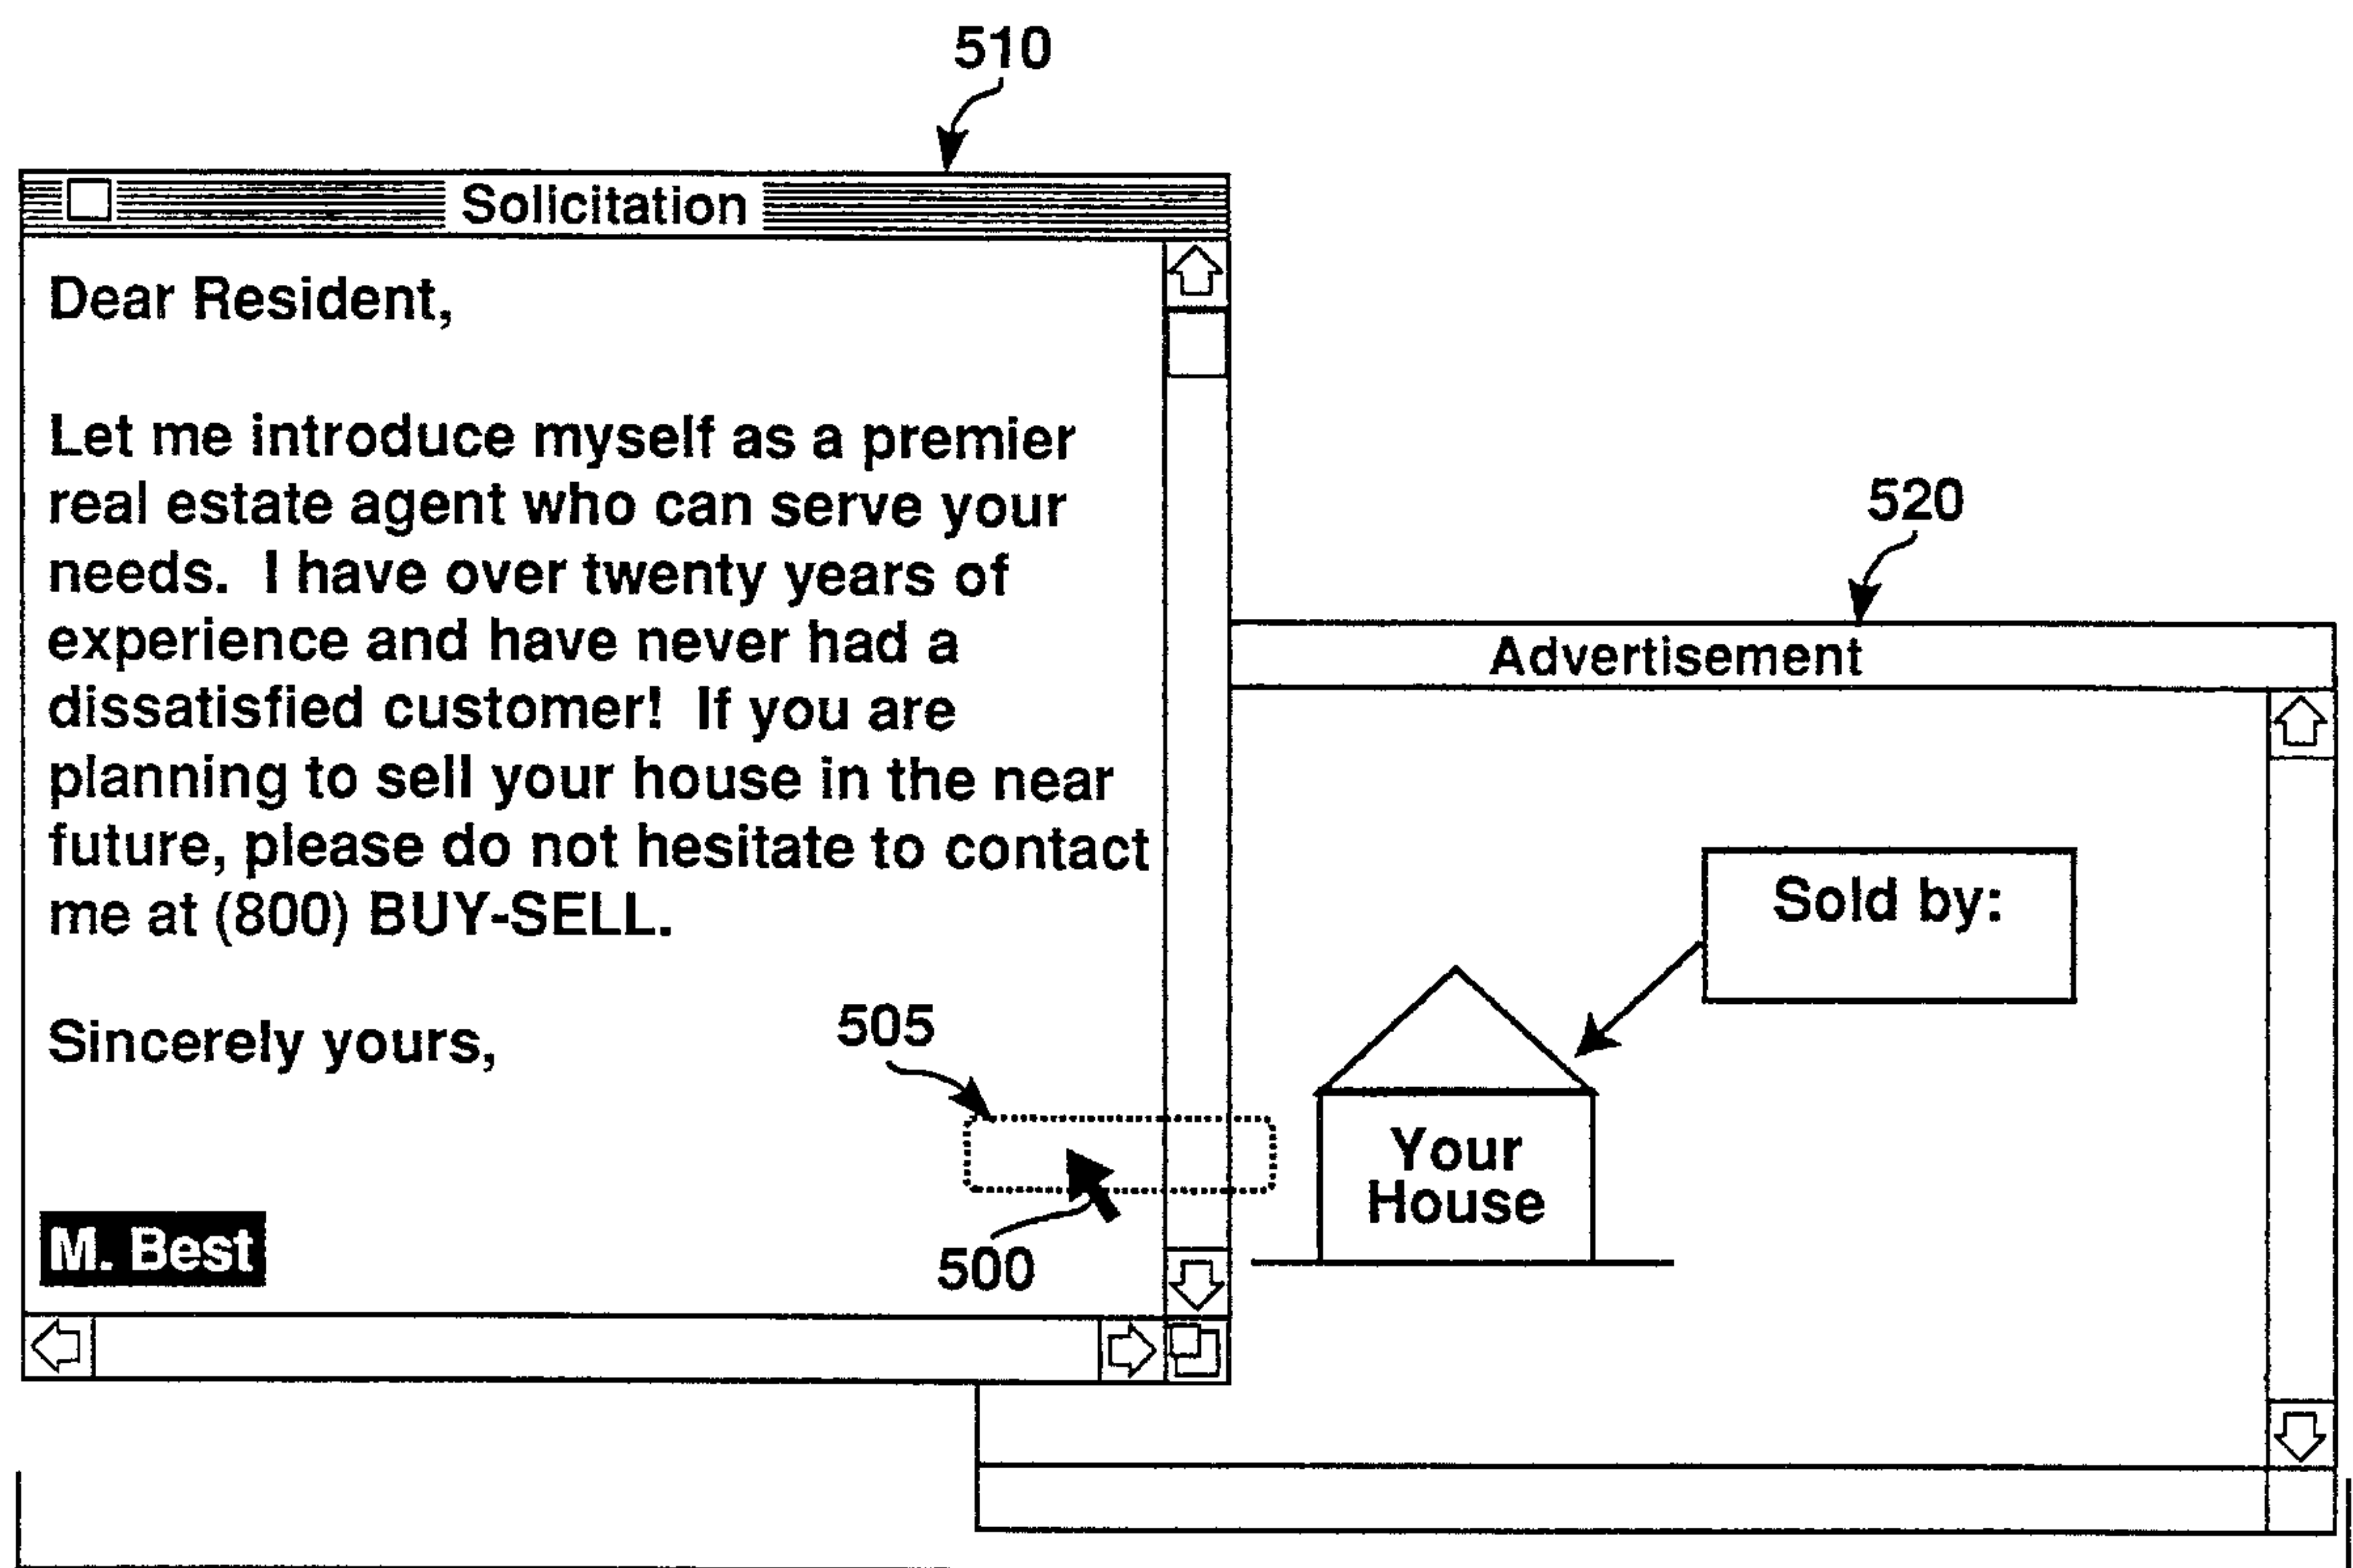 510
Solicitation
Dear Resident,
Let me introduce myself as a premier
real estate agent who can serve your
needs.  I have over twenty years of
experience and have never had a
dissatisfied customer!  If you are
planning to sell your house in the near
future, please do not hesitate to contact
me at (800) BUY-SELL.
Sincerely yours,
505
500
M. Best
520
Advertisement
Sold by:
Your
House